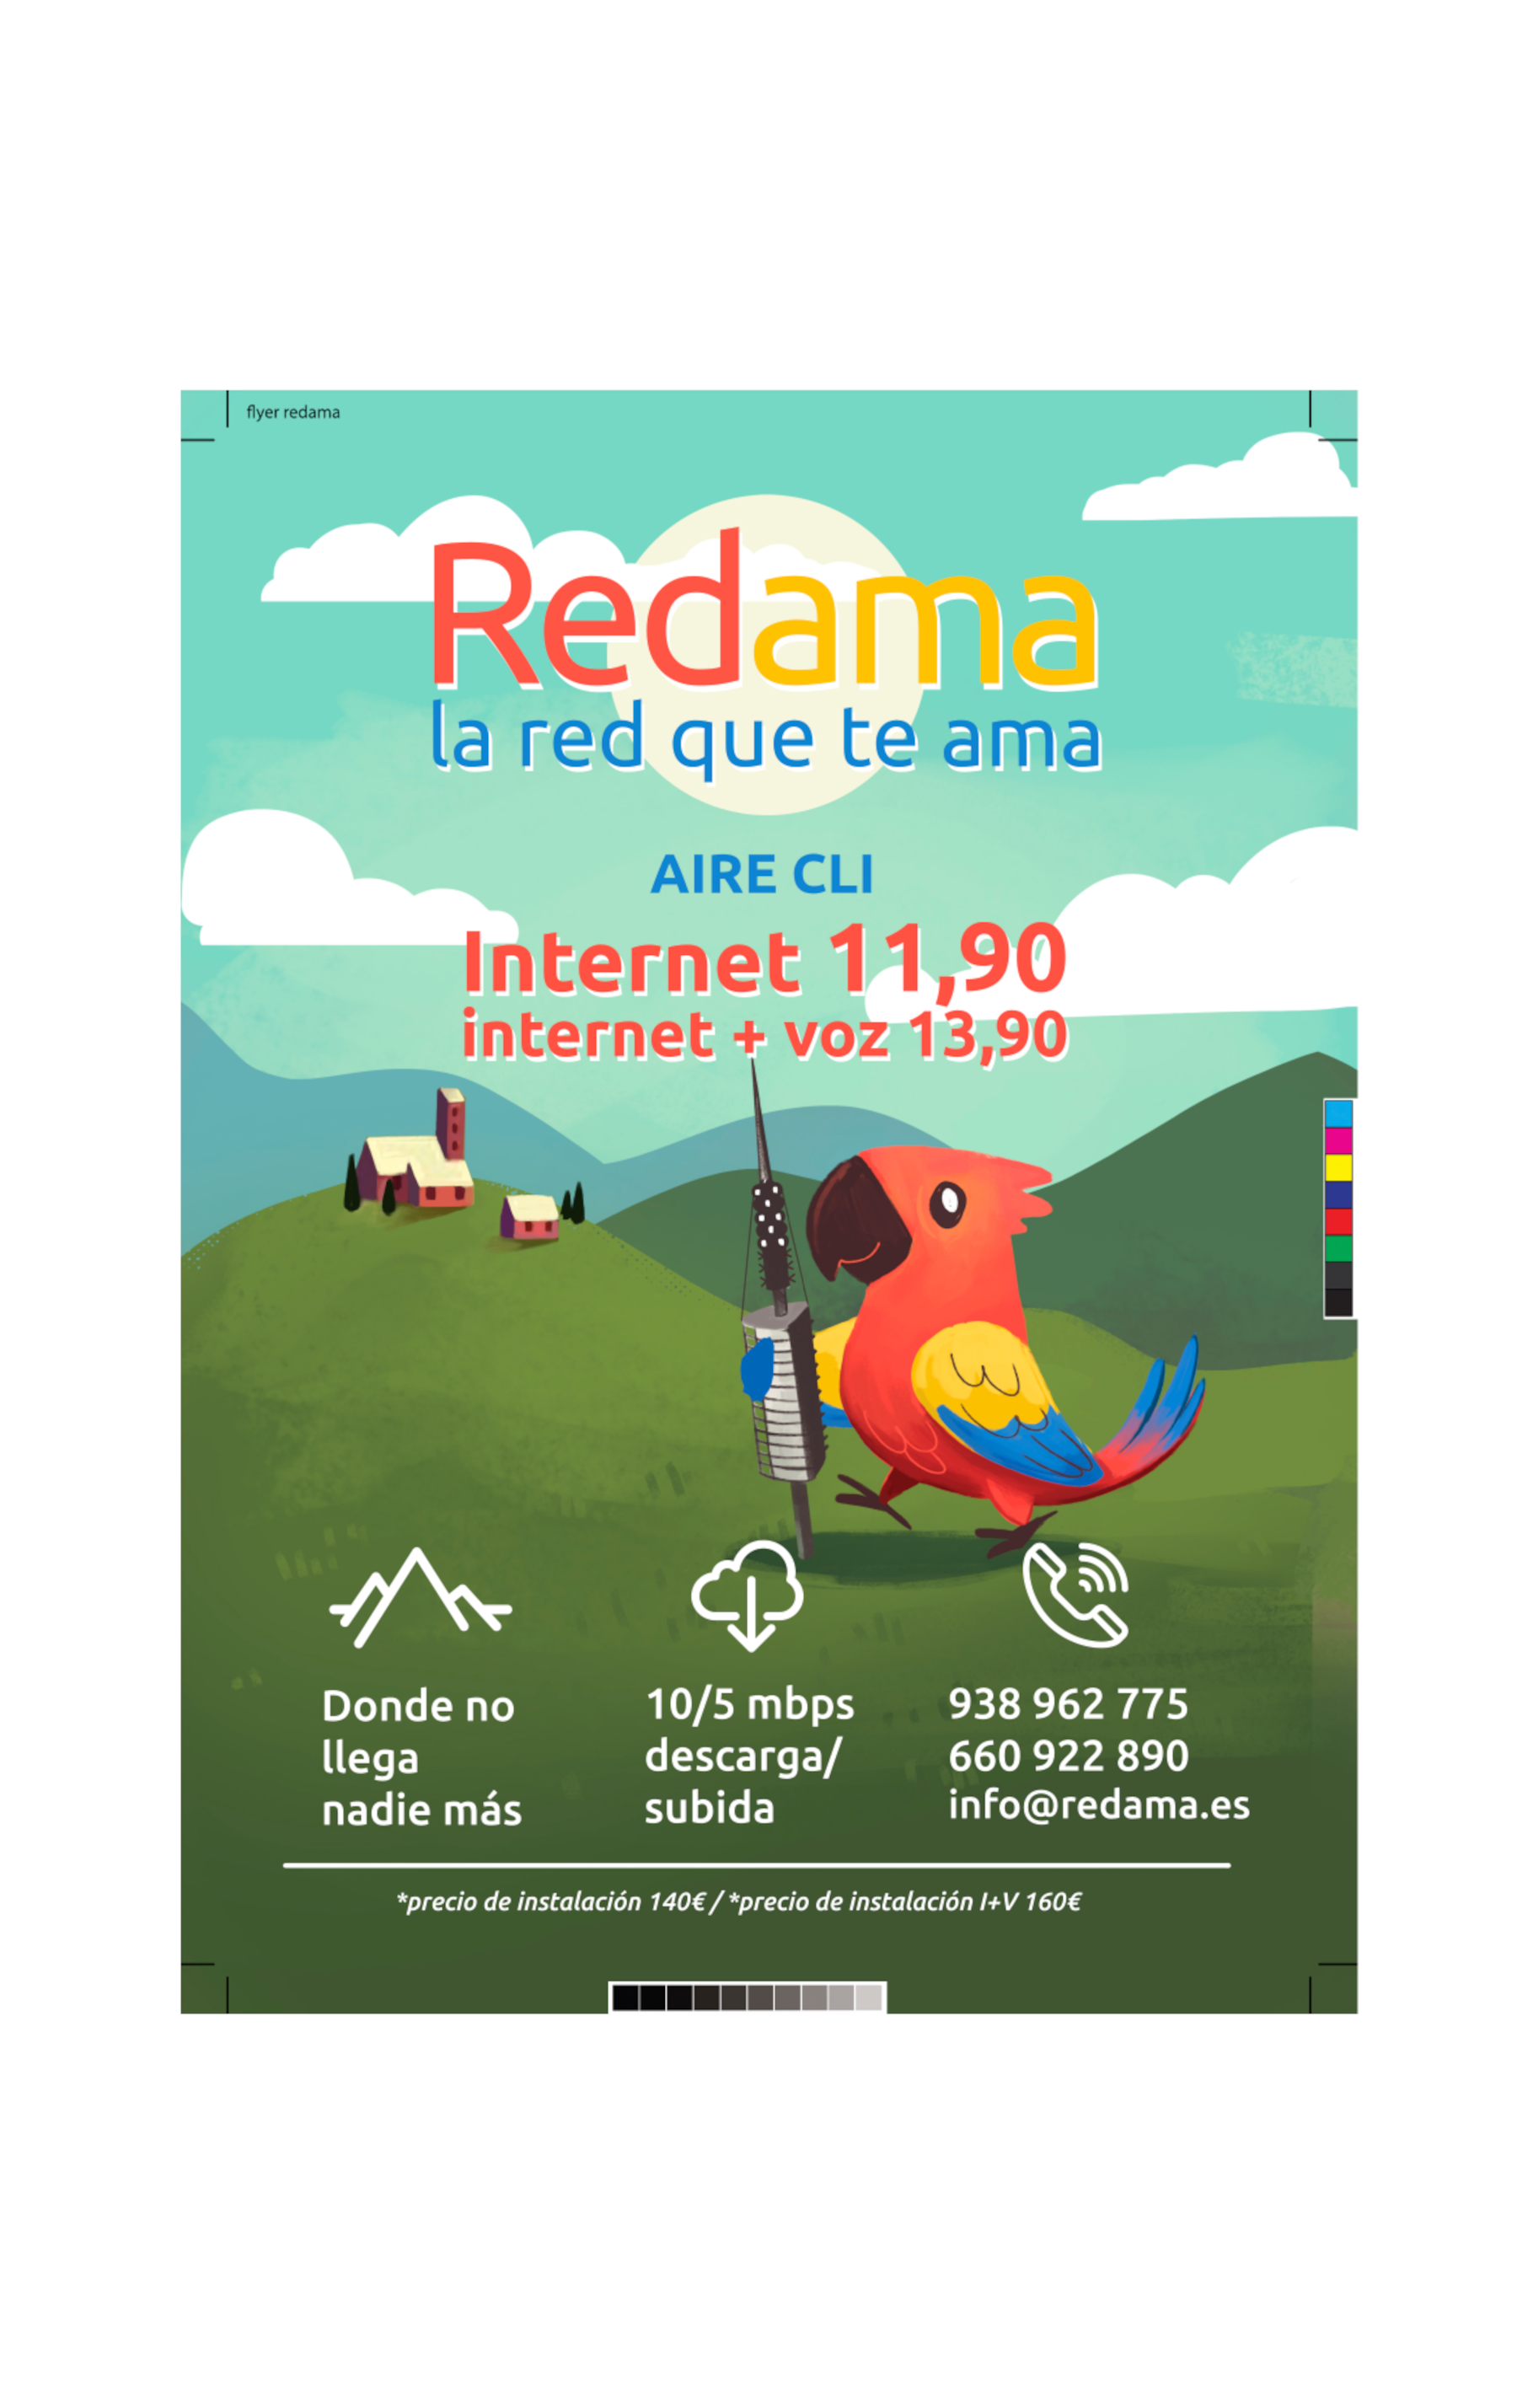 flyer redama
Redama
la red que te ama
AIRE CLI
Internet 11,90
internet + voz 13,90
Donde no
llega
nadie más
10/5 mbps
descarga/
subida
938 962 775
660 922 890
info@redama.es
*precio de instalación 140€ / *precio de instalación I+V 160€